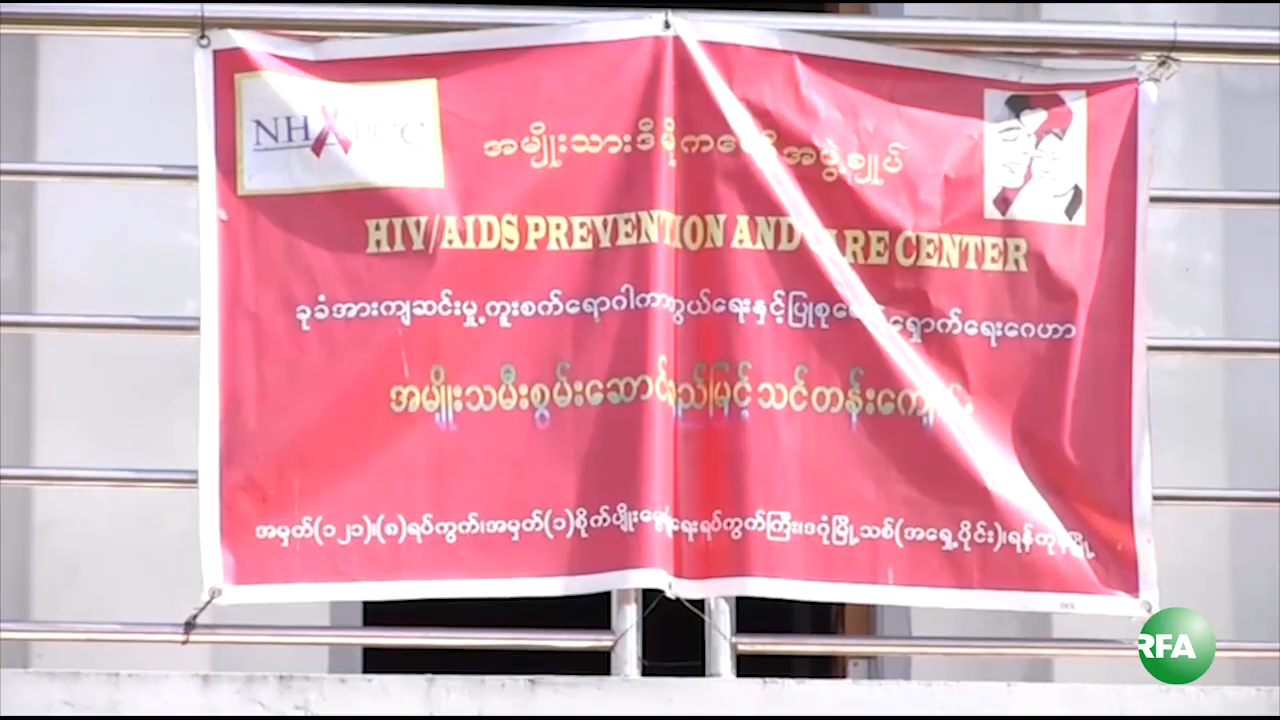 NH CC
အမျိုးသားဒီမိုကရေစီအဖွဲ့ချုပ်
HIV/AIDS PREVENTION AND CARE CENTER
ခုခံအားကျဆင်းမှု့ကူးစက်ရောဂါကာကွယ်ရေးနှင့်ပြုစုစောင့်ရှောက်ရေးဂေဟာ
အမျိုးသမီးစွမ်းဆောင်ရည်မြှင့်သင်တန်းကျောင်း
အမှတ်(၁၂၁)၊(၈)ရပ်ကွက်၊အမှတ်(၁)စိုက်ပျိုးမွေးမြူရေးရပ်ကွက်ကြီး၊ဒဂုံမြို့သစ်(အရှေ့ပိုင်း)၊ရန်ကုန်မြို့
RFA